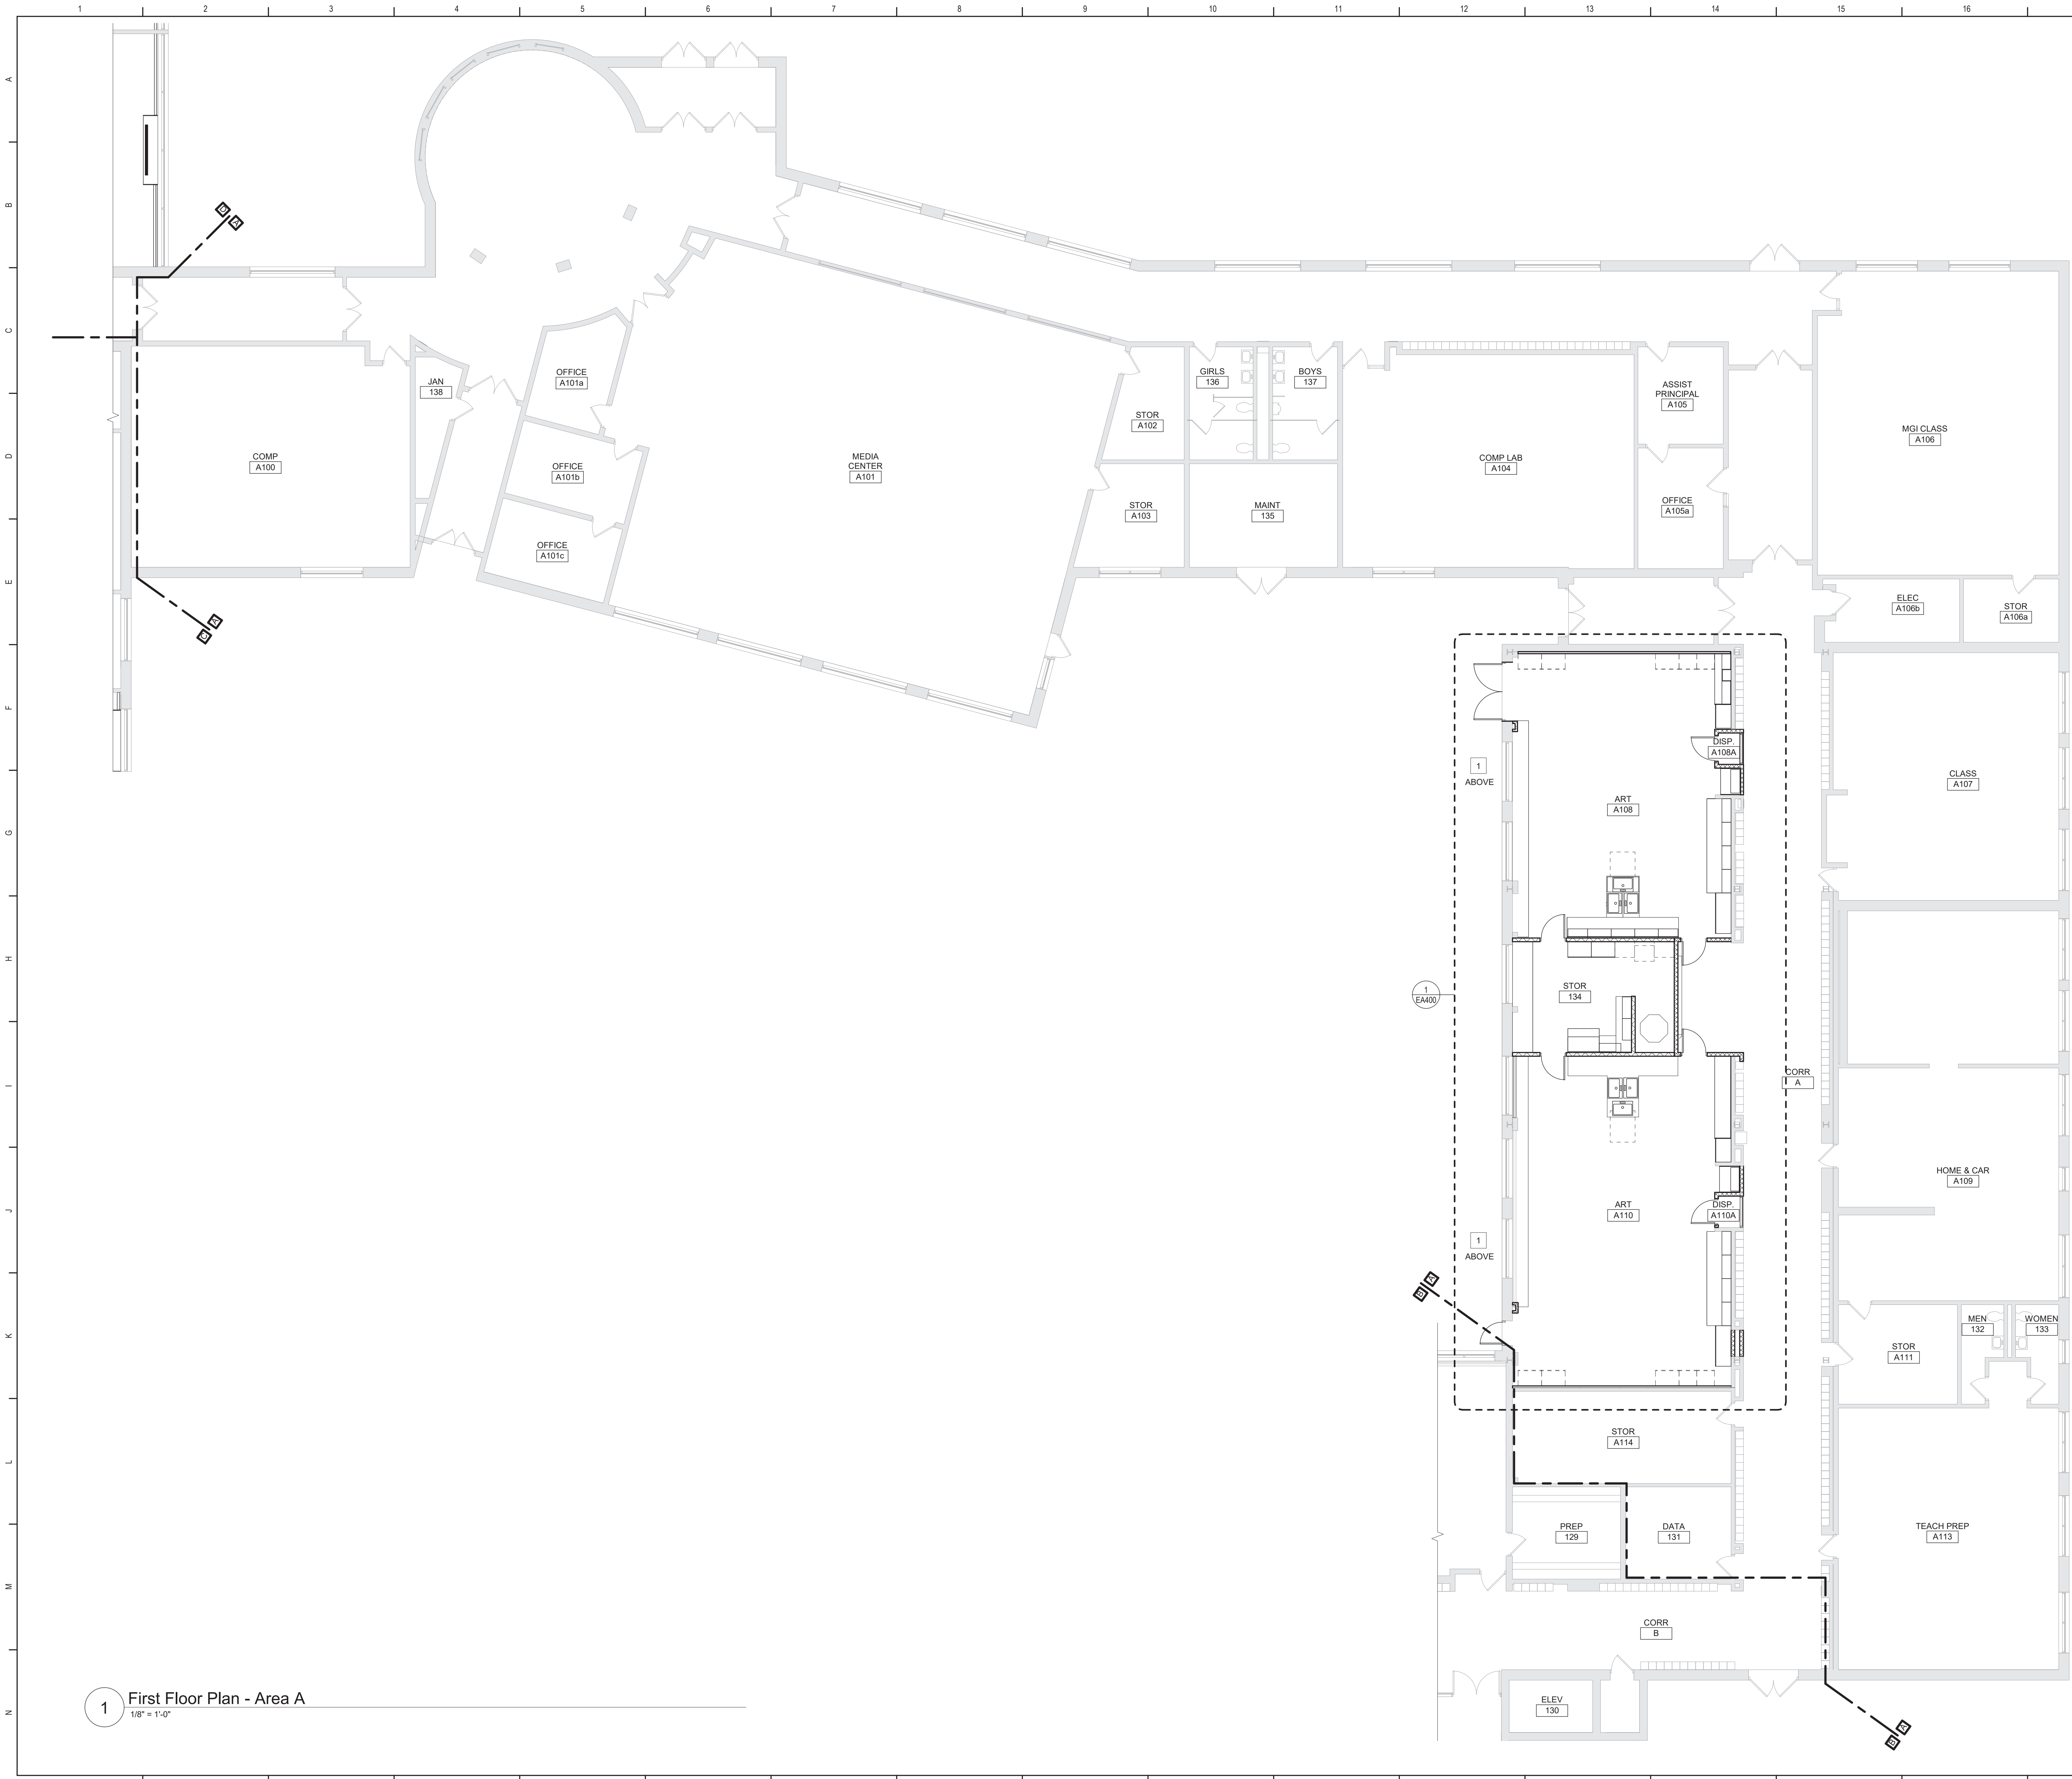 1 2 3 4 5 6 7 8 9 10 11 12 13 14 15 16
A
B
C
D
E
F
G
H
I
J
K
L
M
N
D
A
C
A
JAN
138
OFFICE
A101a
OFFICE
A101b
OFFICE
A101c
COMP
A100
MEDIA
CENTER
A101
STOR
A102
STOR
A103
GIRLS
136
BOYS
137
MAINT
135
COMP LAB
A104
ASSIST
PRINCIPAL
A105
OFFICE
A105a
MGI CLASS
A106
ELEC
A106b
STOR
A106a
DISP.
A108A
1
ABOVE
ART
A108
CLASS
A107
STOR
134
1
EA400
CORR
A
HOME & CAR
A109
ART
A110
DISP.
A110A
1
ABOVE
A
B
MEN
132
WOMEN
133
STOR
A111
STOR
A114
PREP
129
DATA
131
TEACH PREP
A113
CORR
B
ELEV
130
A
B
1
First Floor Plan - Area A
1/8" = 1'-0"